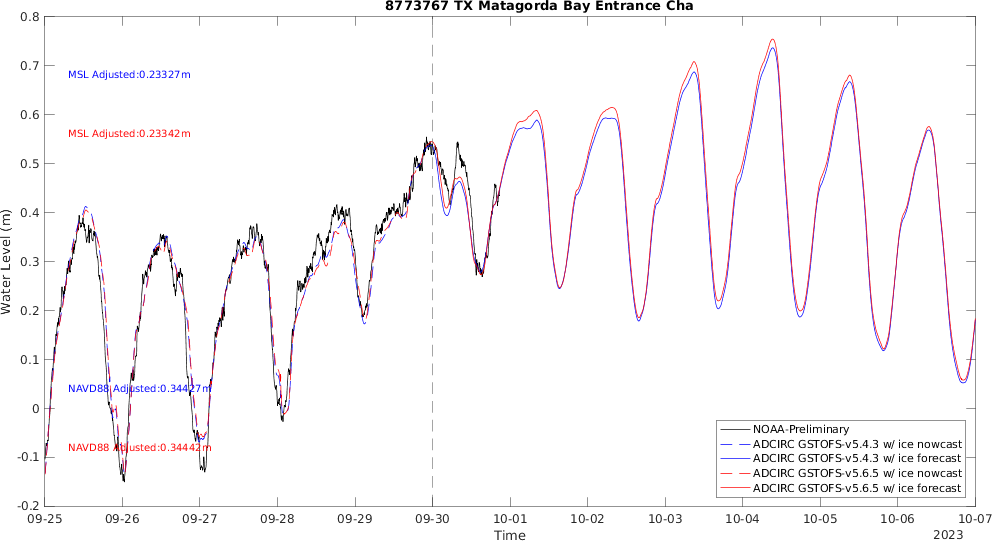 8773767 TX Matagorda Bay Entrance Cha
0.8
0.7
0.6
0.5
0.4
0.3
0.2
0.1
0
-0.1
-0.2
Water Level (m)
MSL Adjusted:0.23327m
MSL Adjusted:0.23342m
NAVD88 Adjusted:0.34427m
NAVD88 Adjusted:0.34442m
NOAA-Preliminary
ADCIRC GSTOFS-v5.4.3 w/ ice nowcast
ADCIRC GSTOFS-v5.4.3 w/ ice forecast
ADCIRC GSTOFS-v5.6.5 w/ ice nowcast
ADCIRC GSTOFS-v5.6.5 w/ ice forecast
09-25 09-26 09-27 09-28 09-29 09-30 10-01 10-02 10-03 10-04 10-05 10-06 10-07
Time
2023